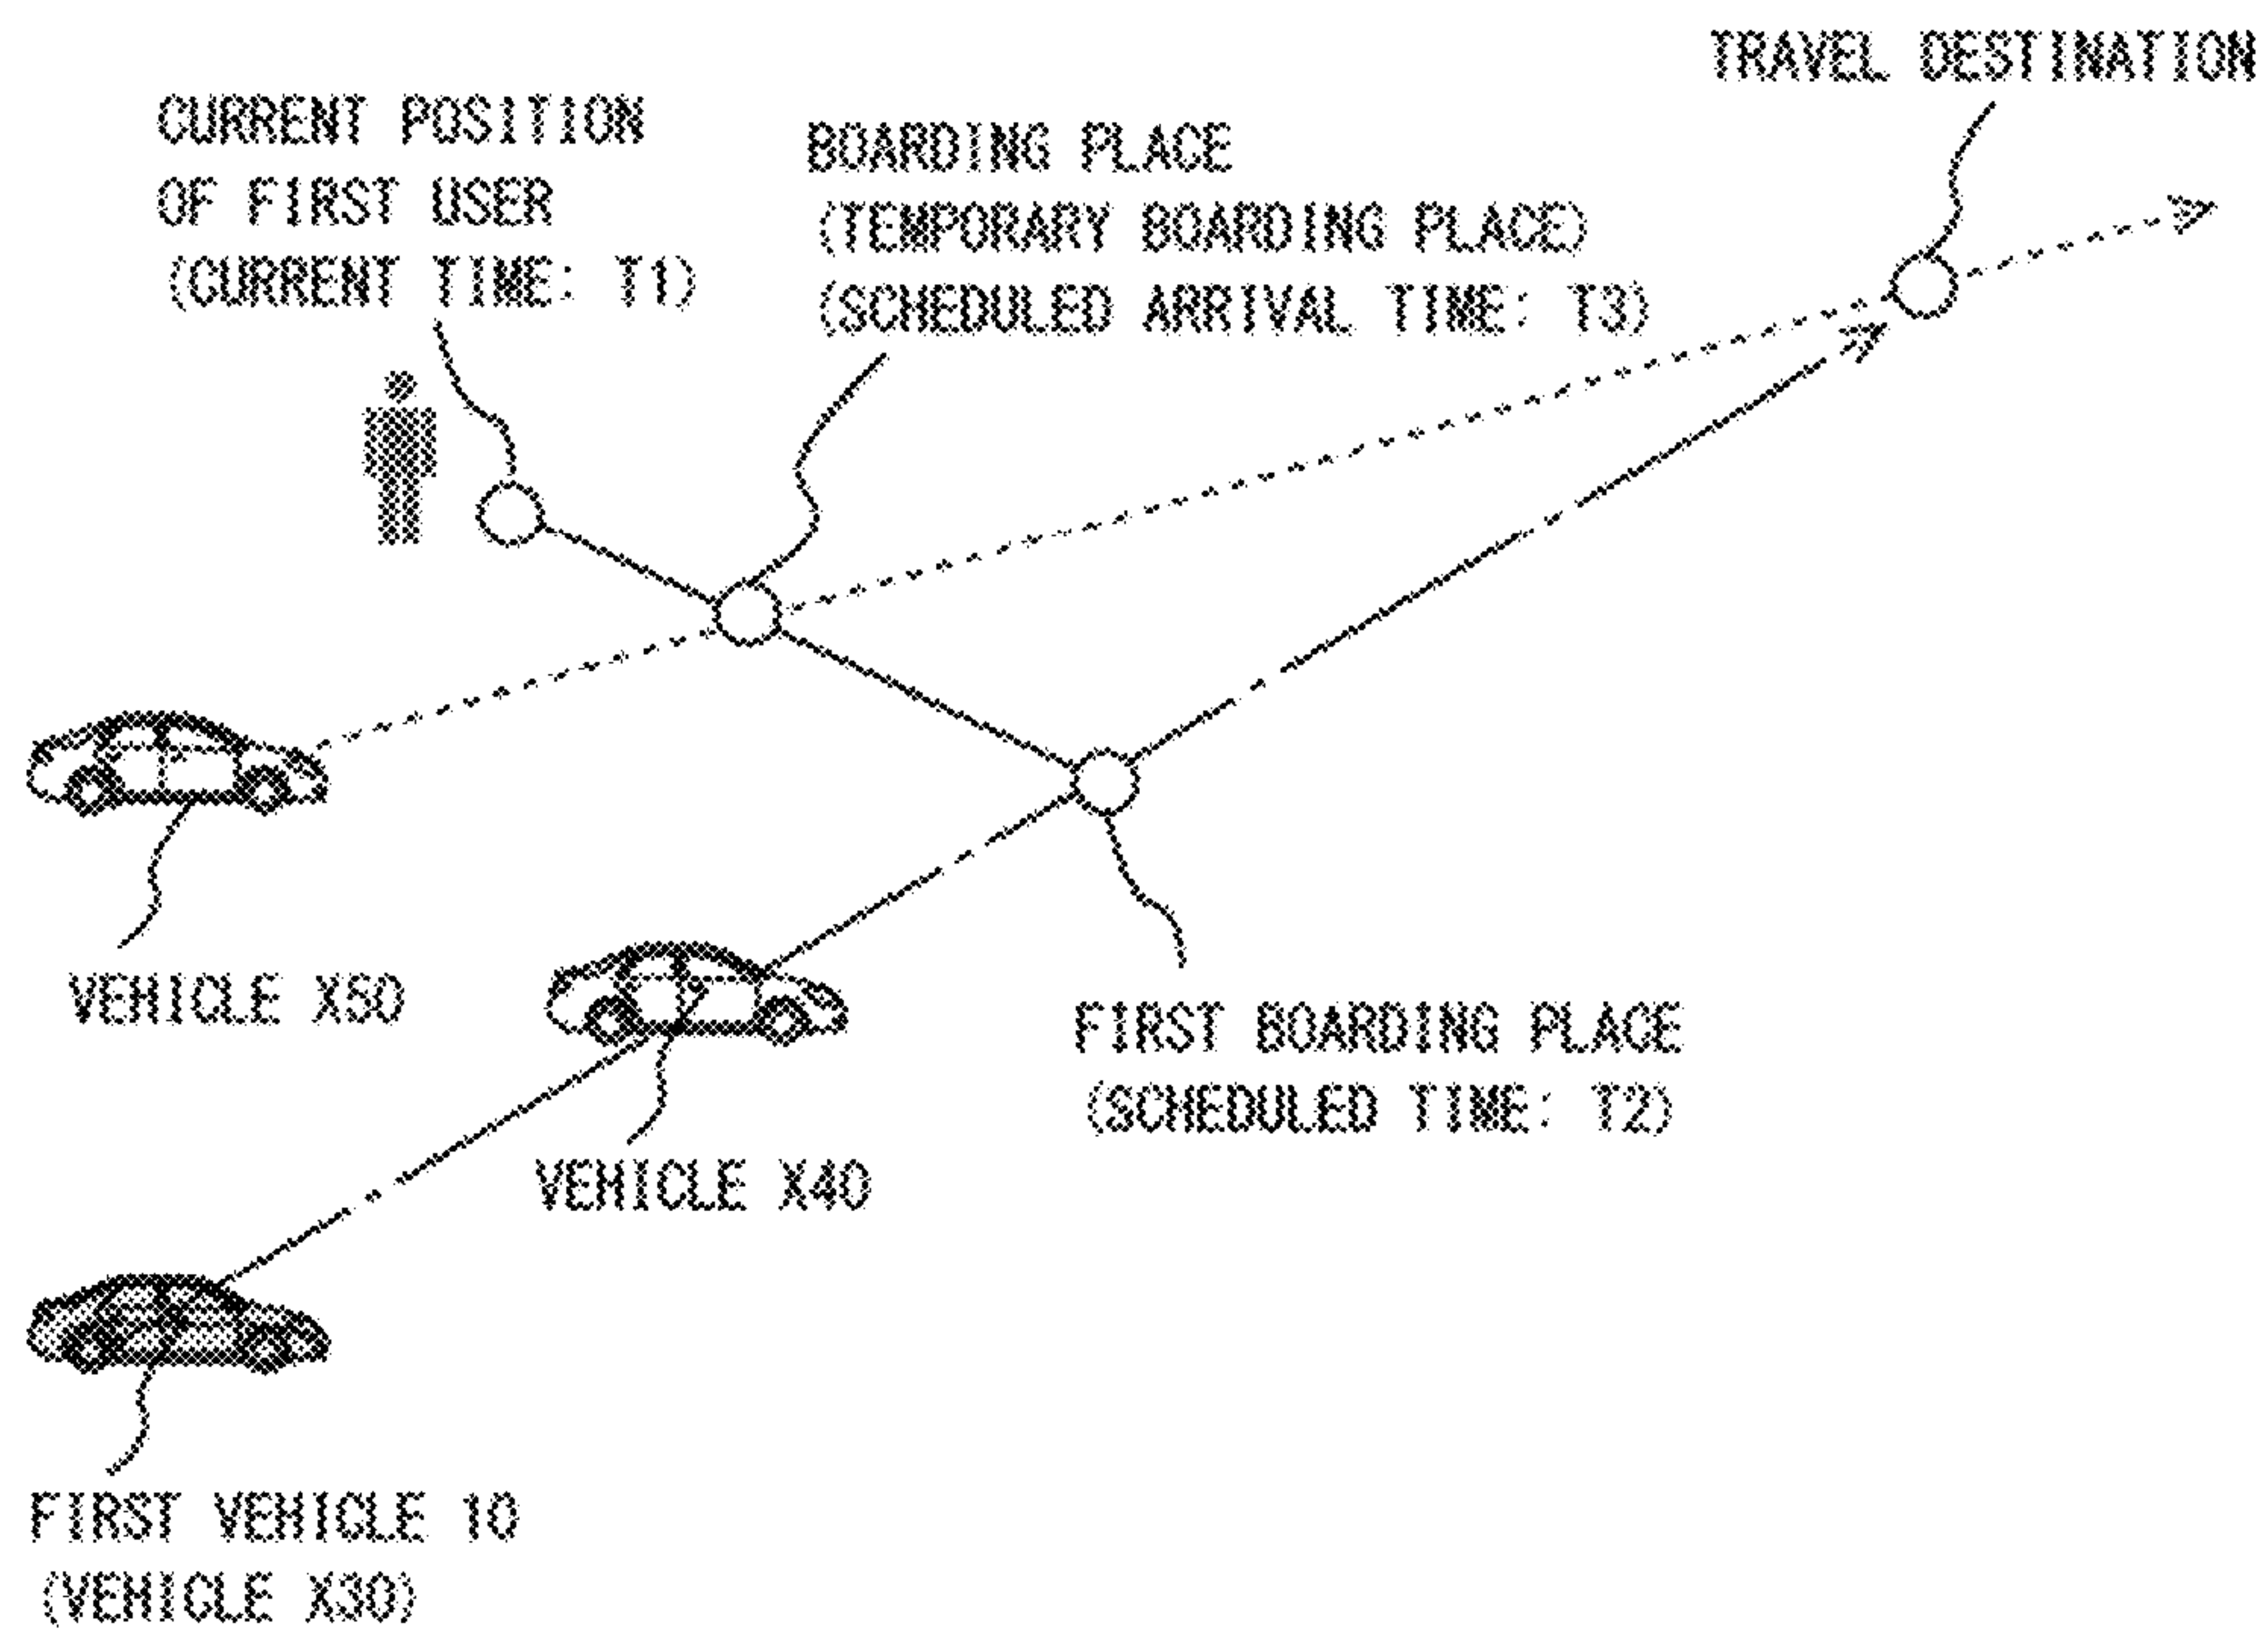 TRAVEL DESTINATION
CURRENT POSITION
OF FIRST USER
(CURRENT TIME: T1)
BOARDING PLACE
(TEMPORARY BOARDING PLACE)
(SCHEDULED ARRIVAL TIME: T3)
VEHICLE X50
FIRST BOARDING PLACE
(SCHEDULED TIME: T2)
VEHICLE X40
FIRST VEHICLE 10
(VEHICLE X30)